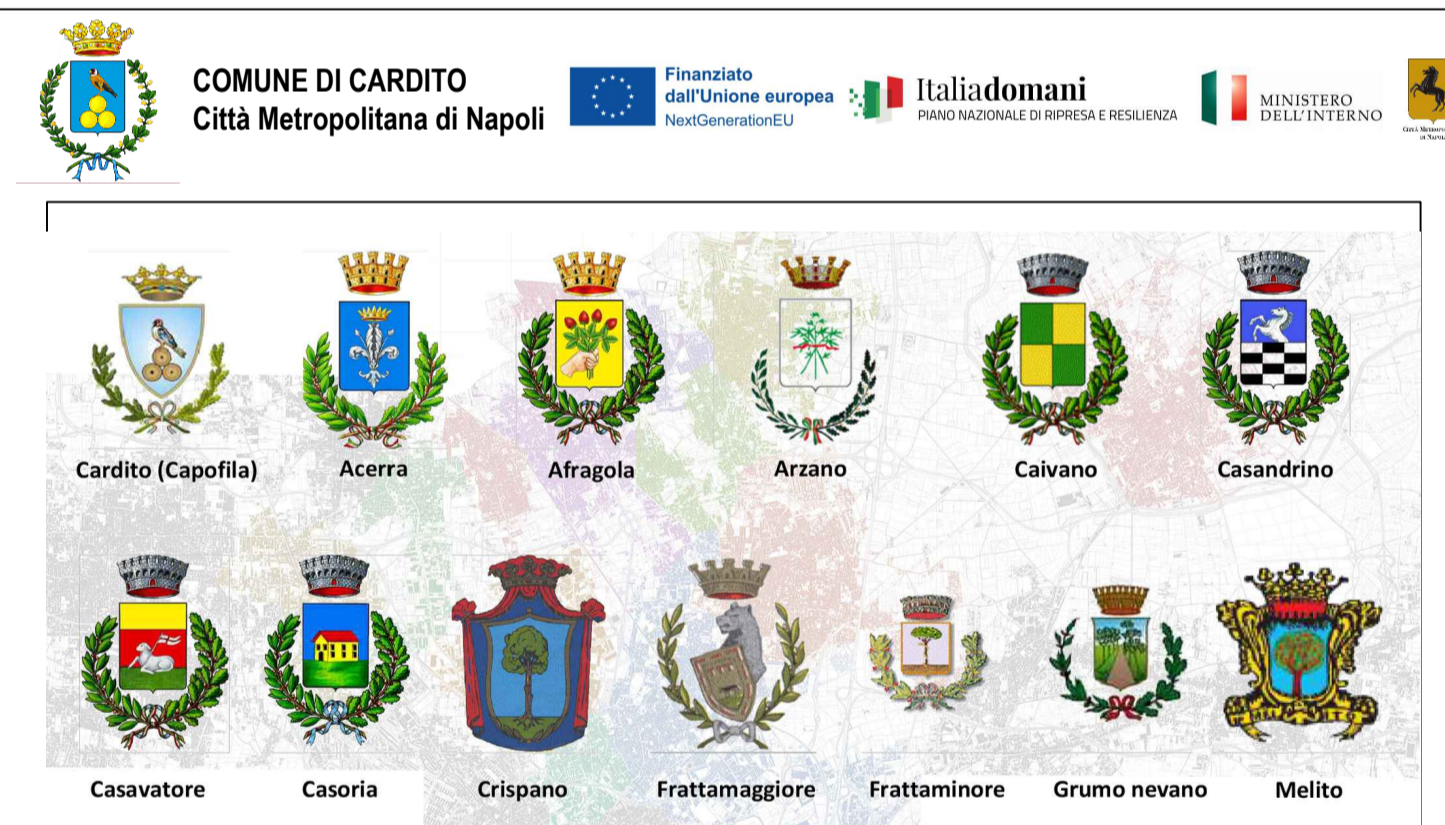 COMUNE DI CARDITO
Città Metropolitana di Napoli
Finanziato
dall'Unione europea
NextGenerationEU
Italiadomani
PIANO NAZIONALE DI RIPRESA E RESILIENZA
MINISTERO
DELL'INTERNO
Cardito (Capofila) Acerra Afragola Arzano Caivano Casandrino
Casavatore Casoria Crispano Frattamaggiore Frattaminore Grumo nevano Melito